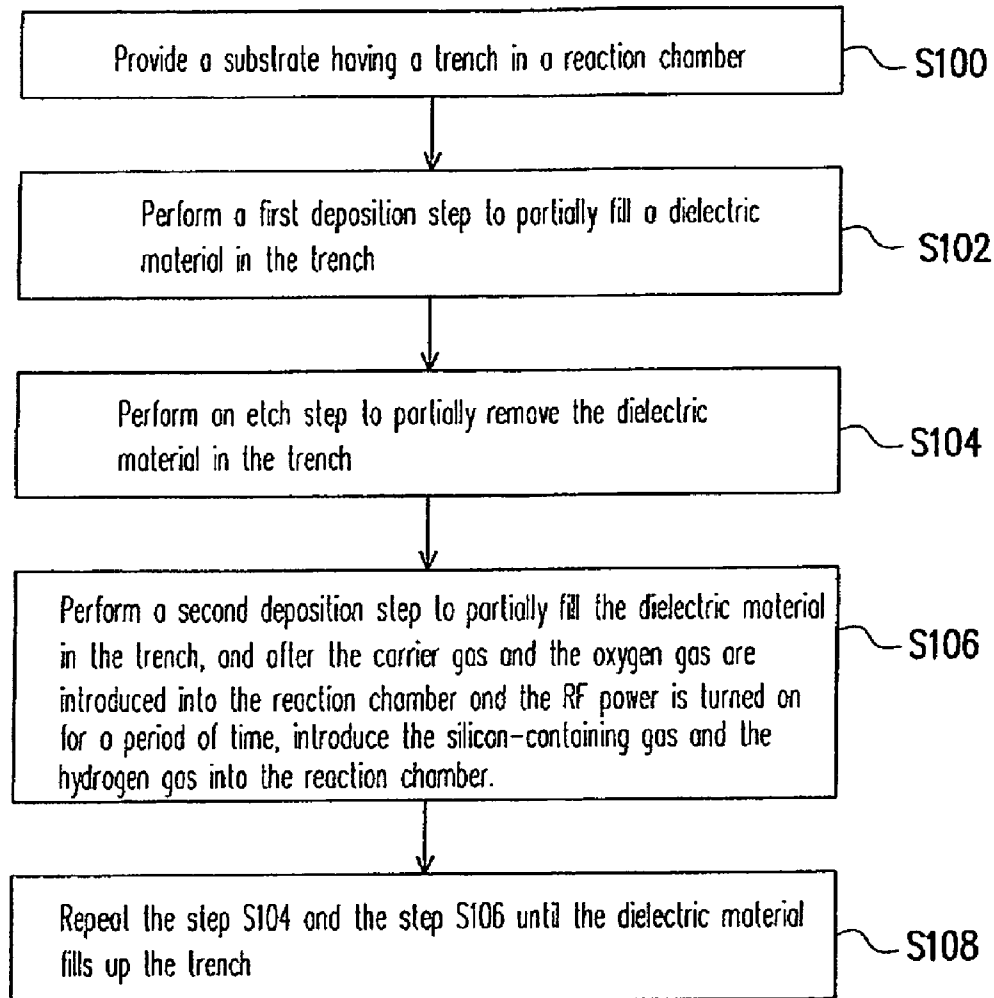 Provide a substrate having a trench in a reaction chamber
S100
Perform a first deposition step to partially fill a dielectric
material in the trench
S102
Perform an etch step to partially remove the dielectric
material in the trench
S104
Perform a second deposition step to partially fill the dielectric material
in the trench, and after the carrier gas and the oxygen gas are
introduced into the reaction chamber and the RF power is turned on
for a period of time, introduce the silicon-containing gas and the
hydrogen gas into the reaction chamber.
S106
Repeat the step S104 and the step S106 until the dielectric material
fills up the trench
S108